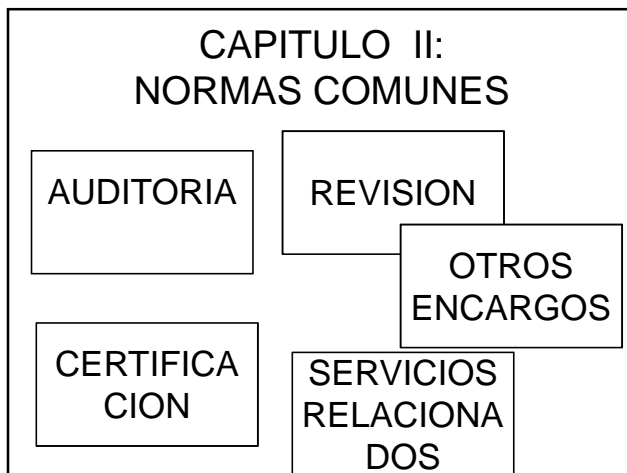 CAPITULO II:
NORMAS COMUNES
AUDITORIA
REVISION
OTROS
ENCARGOS
CERTIFICA
CION
SERVICIOS
RELACIONA
DOS